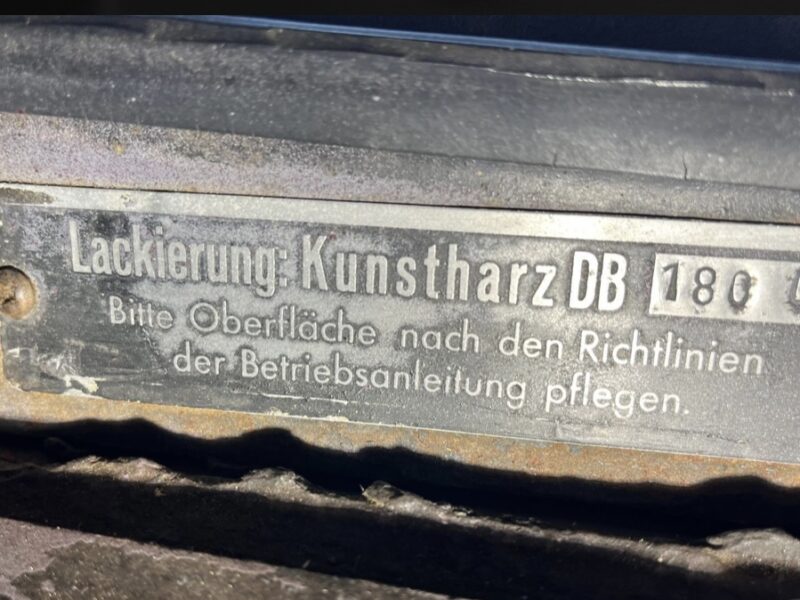 Lackierung: Kunstharz DB 180
Bitte Oberfläche nach den Richtlinien
der Betriebsanleitung pflegen.